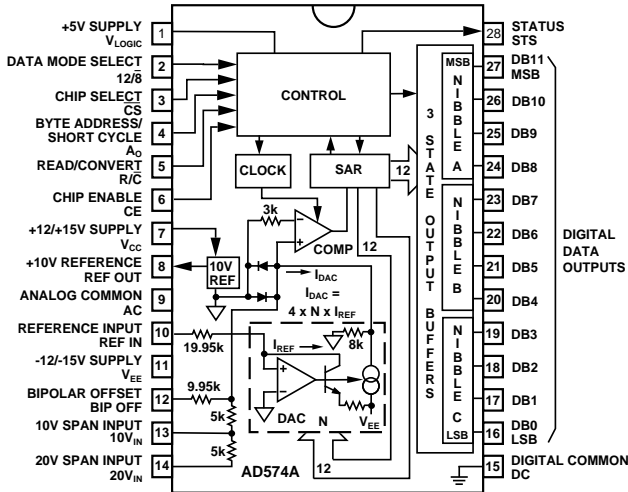 +5V SUPPLY
VLOGIC
1
DATA MODE SELECT
12/8̅
2
CHIP SELECT
C̅S̅
3
BYTE ADDRESS/
SHORT CYCLE
AO
4
READ/CONVERT
R/C̅
5
CHIP ENABLE
CE
6
+12/+15V SUPPLY
VCC
7
+10V REFERENCE
REF OUT
8
ANALOG COMMON
AC
9
REFERENCE INPUT
REF IN
10
-12/-15V SUPPLY
VEE
11
BIPOLAR OFFSET
BIP OFF
12
10V SPAN INPUT
10VIN
13
20V SPAN INPUT
20VIN
14
CONTROL
CLOCK
SAR
12
3k
COMP
12
10V
REF
IDAC
IDAC =
4 x N x IREF
19.95k
IREF
8k
9.95k
5k
5k
DAC
N
VEE
12
AD574A
3 STATE OUTPUT BUFFERS
MSB
NIBBLE A
NIBBLE B
NIBBLE C
LSB
28
STATUS
STS
27
DB11
MSB
26
DB10
25
DB9
24
DB8
23
DB7
22
DB6
21
DB5
20
DB4
19
DB3
18
DB2
17
DB1
16
DB0
LSB
15
DIGITAL COMMON
DC
DIGITAL
DATA
OUTPUTS